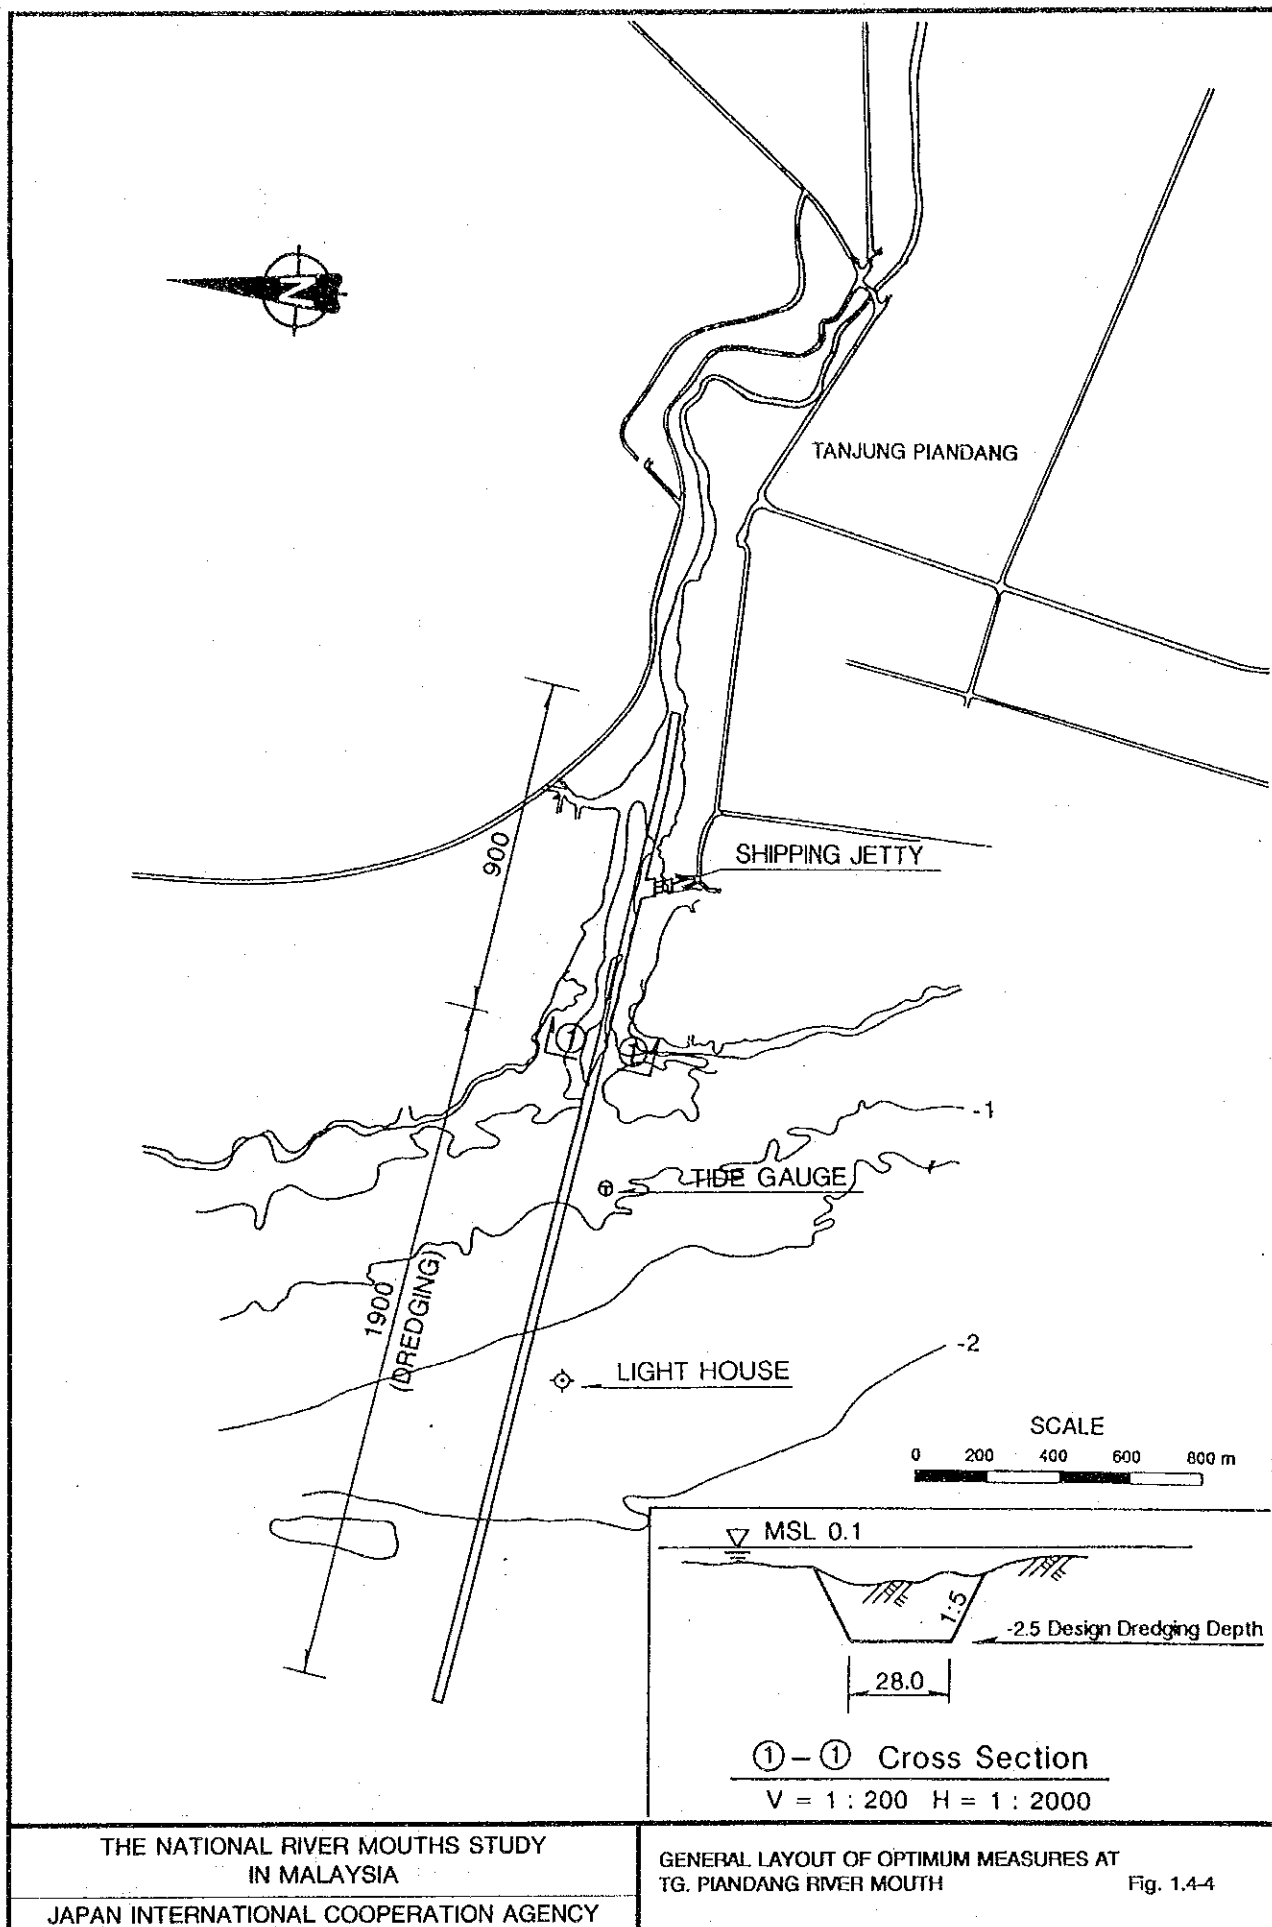 N
TANJUNG PIANDANG
900
SHIPPING JETTY
1
1
-1
TIDE GAUGE
1900
(DREDGING)
-2
LIGHT HOUSE
SCALE
0 200 400 600 800 m
MSL 0.1
1:5
-2.5 Design Dredging Depth
28.0
① – ① Cross Section
V = 1 : 200 H = 1 : 2000
THE NATIONAL RIVER MOUTHS STUDY
IN MALAYSIA
JAPAN INTERNATIONAL COOPERATION AGENCY
GENERAL LAYOUT OF OPTIMUM MEASURES AT
TG. PIANDANG RIVER MOUTH Fig. 1.4-4